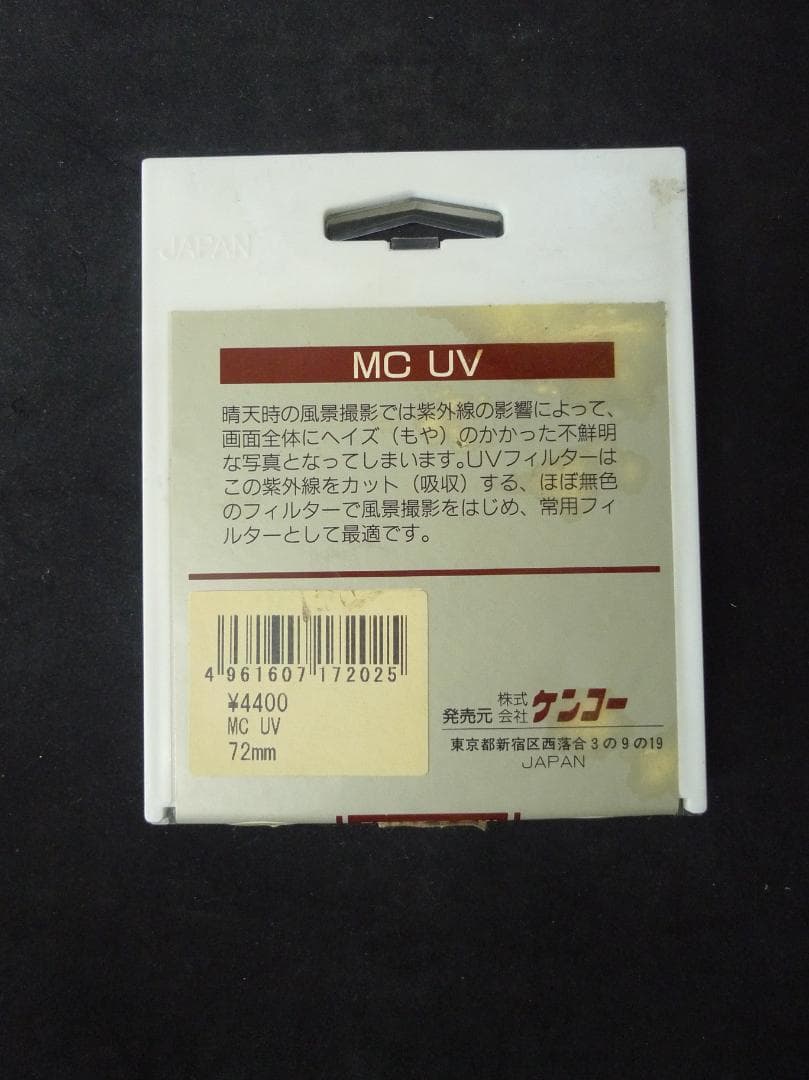 JAPAN
MC UV
晴天時の風景撮影では紫外線の影響によって、
画面全体にヘイズ（もや）のかかった不鮮明
な写真となってしまいます。UVフィルターは
この紫外線をカット（吸収）する、ほぼ無色
のフィルターで風景撮影をはじめ、常用フィ
ルターとして最適です。
4 961607 172025
¥4400
MC UV
72mm
発売元 株式会社 ケンコー
東京都新宿区西落合3の9の19
JAPAN